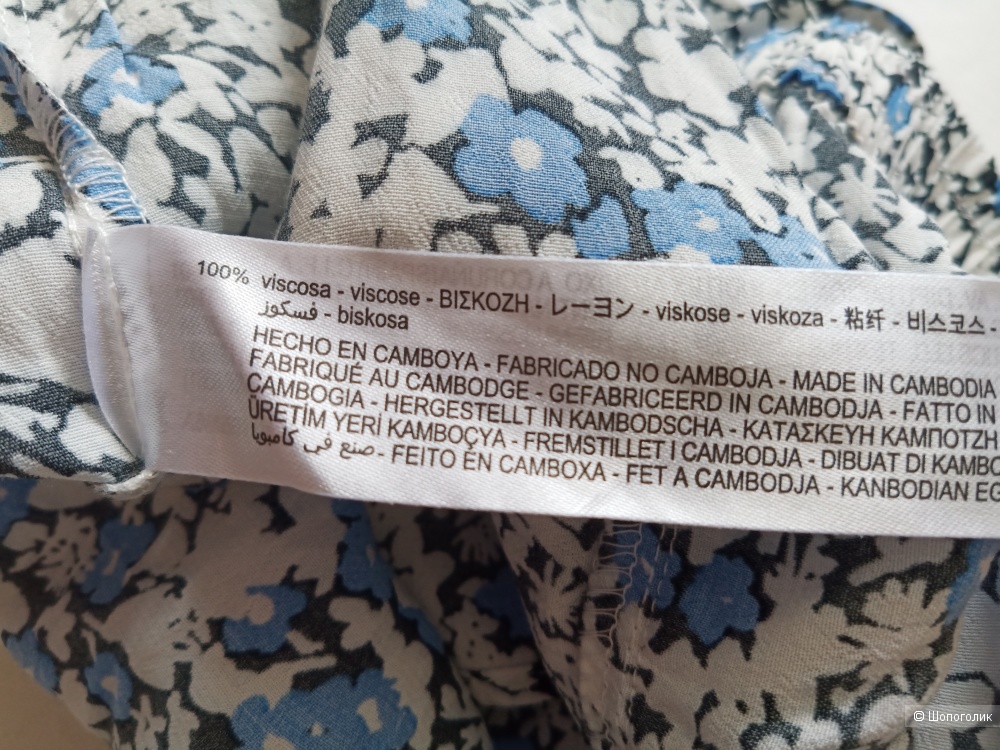 100% viscosa - viscose - ΒΙΣΚΟΖΗ - レーヨン - viskose - viskoza - 粘纤 - 비스코스 -
فسكوز - biskosa
HECHO EN CAMBOYA - FABRICADO NO CAMBOJA - MADE IN CAMBODIA
FABRIQUÉ AU CAMBODGE - GEFABRICEERD IN CAMBODJA - FATTO IN
CAMBOGIA - HERGESTELLT IN KAMBODSCHA - ΚΑΤΑΣΚΕΥΗ ΚΑΜΠΟΤΖΗ
ÜRETİM YERİ KAMBOÇYA - FREMSTILLET I CAMBODJA - DIBUAT DI KAMBO
صنع في كامبوبيا - FEITO EN CAMBOXA - FET A CAMBODJA - KANBODIAN EG
© Шопоголик